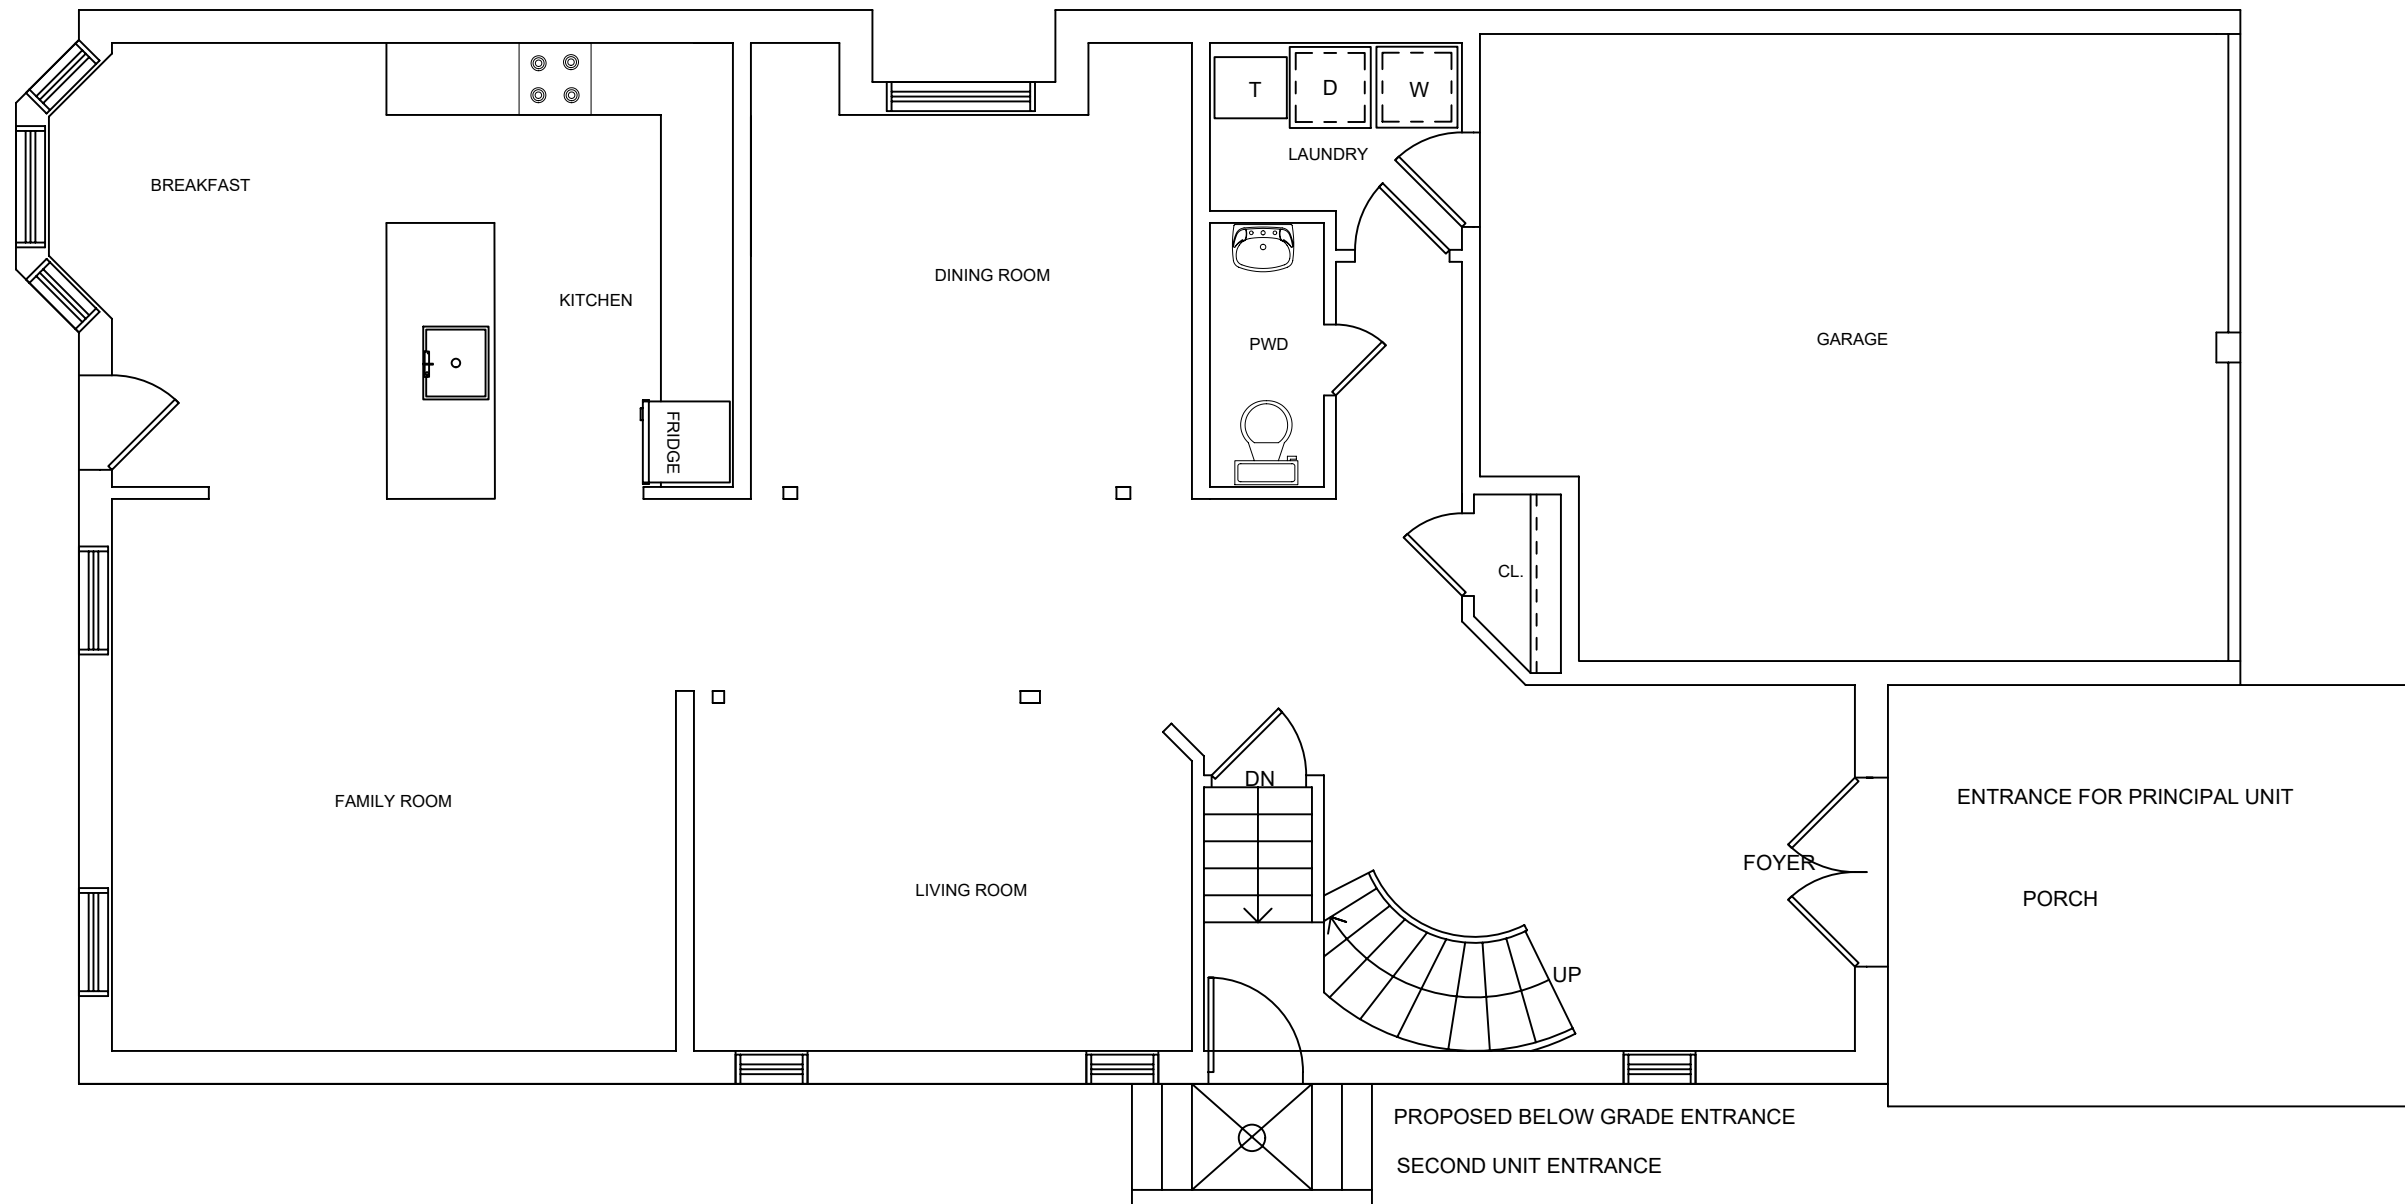 T
D
W
LAUNDRY
BREAKFAST
DINING ROOM
KITCHEN
PWD
GARAGE
FRIDGE
CL.
DN
FAMILY ROOM
ENTRANCE FOR PRINCIPAL UNIT
FOYER
LIVING ROOM
PORCH
UP
PROPOSED BELOW GRADE ENTRANCE
SECOND UNIT ENTRANCE